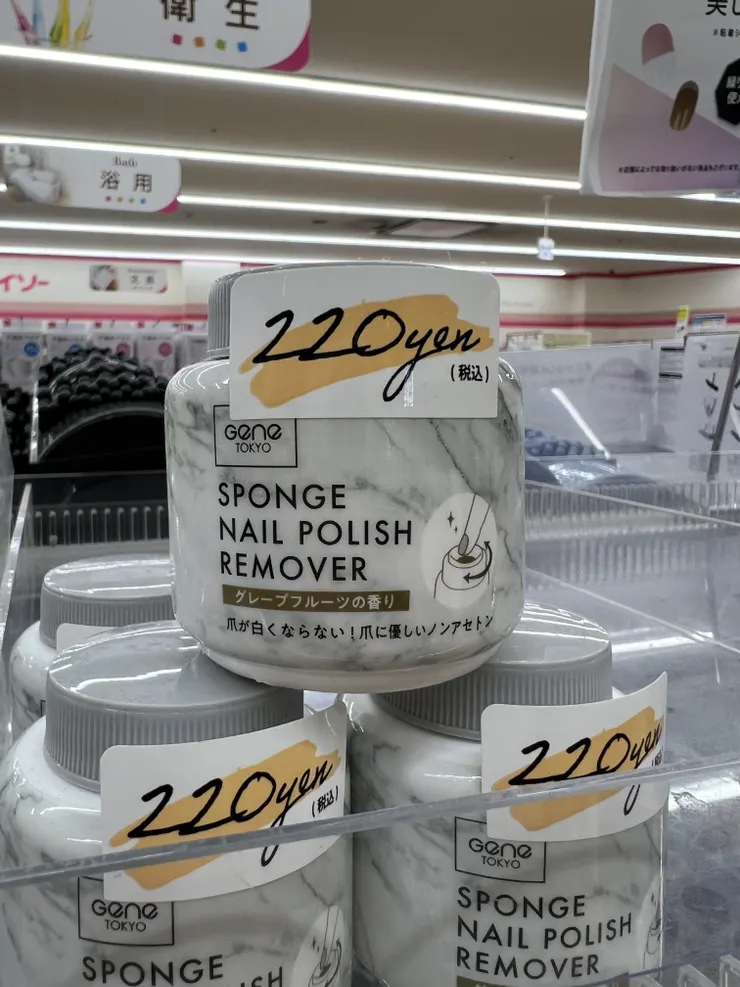 衛生
Bath
浴用
イソー
220yen
(税込)
Gene
TOKYO
SPONGE
NAIL POLISH
REMOVER
グレープフルーツの香り
爪が白くならない！爪に優しいノンアセトン
220yen
(税込)
Gene
TOKYO
SPONGE
220yen
Gene
TOKYO
SPONGE
NAIL POLISH
REMOVER